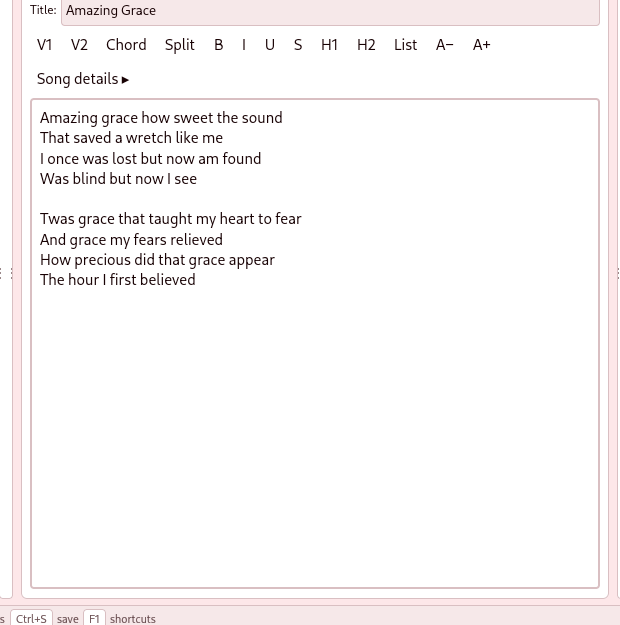 Title: Amazing Grace
V1 V2 Chord Split B I U S H1 H2 List A− A+
Song details ▸
Amazing grace how sweet the sound
That saved a wretch like me
I once was lost but now am found
Was blind but now I see

Twas grace that taught my heart to fear
And grace my fears relieved
How precious did that grace appear
The hour I first believed
s Ctrl+S save F1 shortcuts